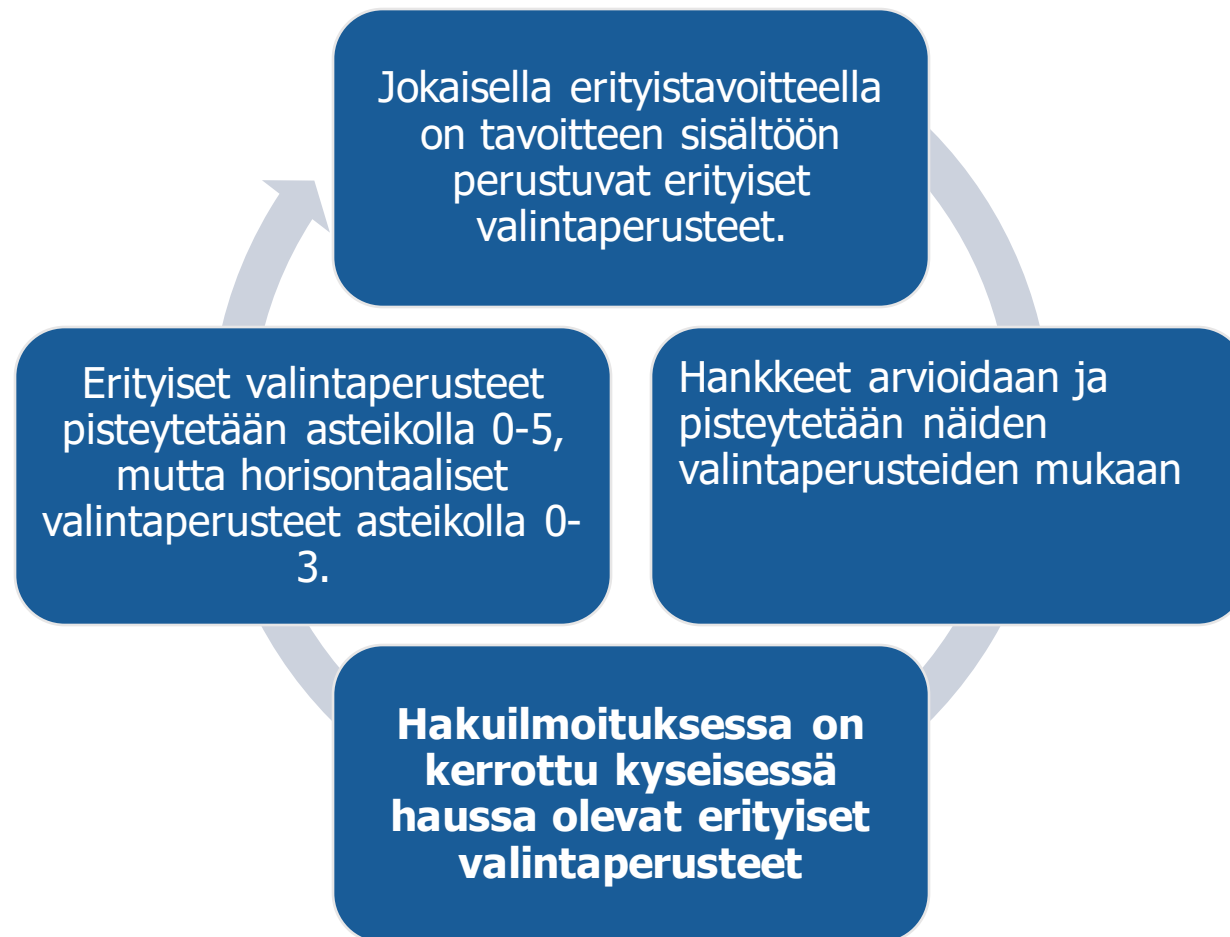 Jokaisella erityistavoitteella
on tavoitteen sisältöön
perustuvat erityiset
valintaperusteet.
Hankkeet arvioidaan ja
pisteytetään näiden
valintaperusteiden mukaan
Hakuilmoituksessa on
kerrottu kyseisessä
haussa olevat erityiset
valintaperusteet
Erityiset valintaperusteet
pisteytetään asteikolla 0-5,
mutta horisontaaliset
valintaperusteet asteikolla 0-
3.